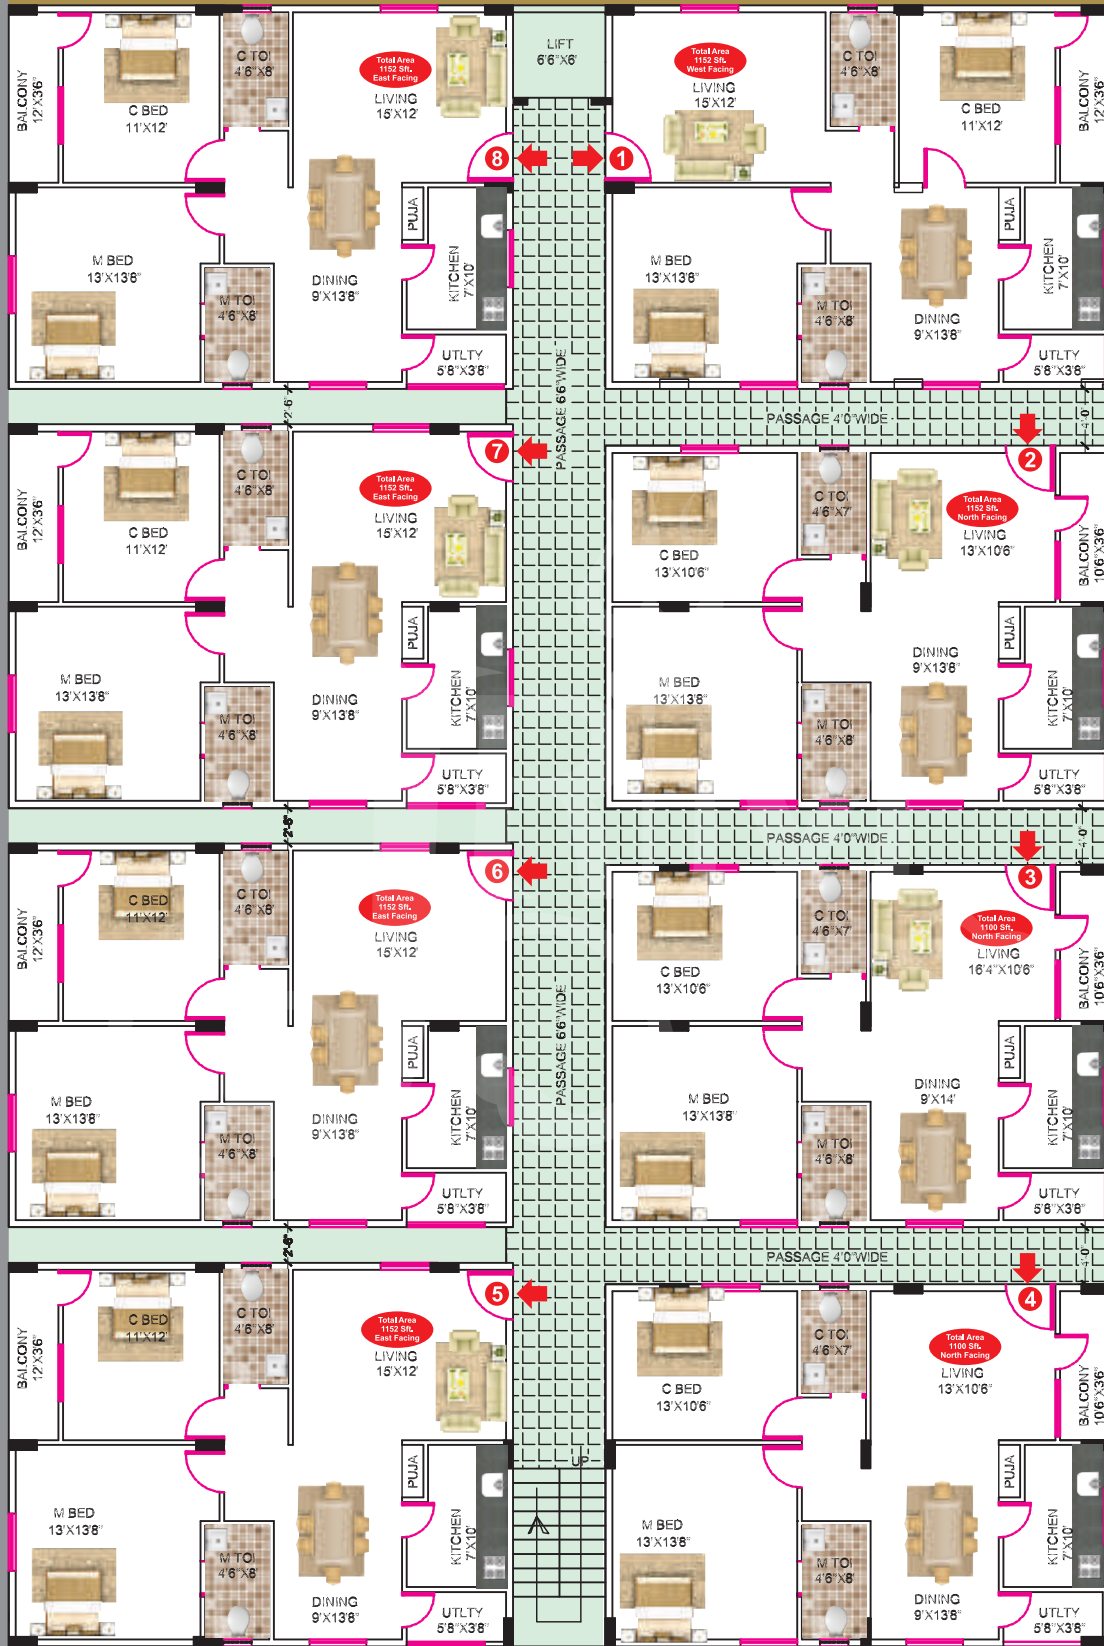 BALCONY
12'X3'6"
C BED
11'X12'
C TOI
4'6"X8'
Total Area
1152 Sft.
East Facing
LIVING
15'X12'
8
M BED
13'X13'8"
M TOI
4'6"X8'
DINING
9'X13'8"
PUJA
KITCHEN
7'X10'
UTLTY
5'8"X3'8"
LIFT
6'6"X6'
Total Area
1152 Sft.
West Facing
LIVING
15'X12'
1
C TOI
4'6"X8'
C BED
11'X12'
BALCONY
12'X3'6"
M BED
13'X13'8"
M TOI
4'6"X8'
DINING
9'X13'8"
PUJA
KITCHEN
7'X10'
UTLTY
5'8"X3'8"
2'-6"
PASSAGE 6'6"WIDE
PASSAGE 4'0"WIDE
4'-0"
BALCONY
12'X3'6"
C BED
11'X12'
C TOI
4'6"X8'
Total Area
1152 Sft.
East Facing
LIVING
15'X12'
7
M BED
13'X13'8"
M TOI
4'6"X8'
DINING
9'X13'8"
PUJA
KITCHEN
7'X10'
UTLTY
5'8"X3'8"
2
C BED
13'X10'6"
C TOI
4'6"X7'
Total Area
1152 Sft.
North Facing
LIVING
13'X10'6"
BALCONY
10'6"X3'6"
M BED
13'X13'8"
M TOI
4'6"X8'
DINING
9'X13'8"
PUJA
KITCHEN
7'X10'
UTLTY
5'8"X3'8"
2'-6"
PASSAGE 4'0"WIDE
4'-0"
BALCONY
12'X3'6"
C BED
11'X12'
C TOI
4'6"X8'
Total Area
1152 Sft.
East Facing
LIVING
15'X12'
6
M BED
13'X13'8"
M TOI
4'6"X8'
DINING
9'X13'8"
PUJA
KITCHEN
7'X10'
UTLTY
5'8"X3'8"
PASSAGE 6'6"WIDE
3
C BED
13'X10'6"
C TOI
4'6"X7'
Total Area
1100 Sft.
North Facing
LIVING
16'4"X10'6"
BALCONY
10'6"X3'6"
M BED
13'X13'8"
M TOI
4'6"X8'
DINING
9'X14'
PUJA
KITCHEN
7'X10'
UTLTY
5'8"X3'8"
2'-6"
PASSAGE 4'0"WIDE
4'-0"
BALCONY
12'X3'6"
C BED
11'X12'
C TOI
4'6"X8'
Total Area
1152 Sft.
East Facing
LIVING
15'X12'
5
M BED
13'X13'8"
M TOI
4'6"X8'
DINING
9'X13'8"
PUJA
KITCHEN
7'X10'
UTLTY
5'8"X3'8"
UP
4
C BED
13'X10'6"
C TOI
4'6"X7'
Total Area
1100 Sft.
North Facing
LIVING
13'X10'6"
BALCONY
10'6"X3'6"
M BED
13'X13'8"
M TOI
4'6"X8'
DINING
9'X13'8"
PUJA
KITCHEN
7'X10'
UTLTY
5'8"X3'8"